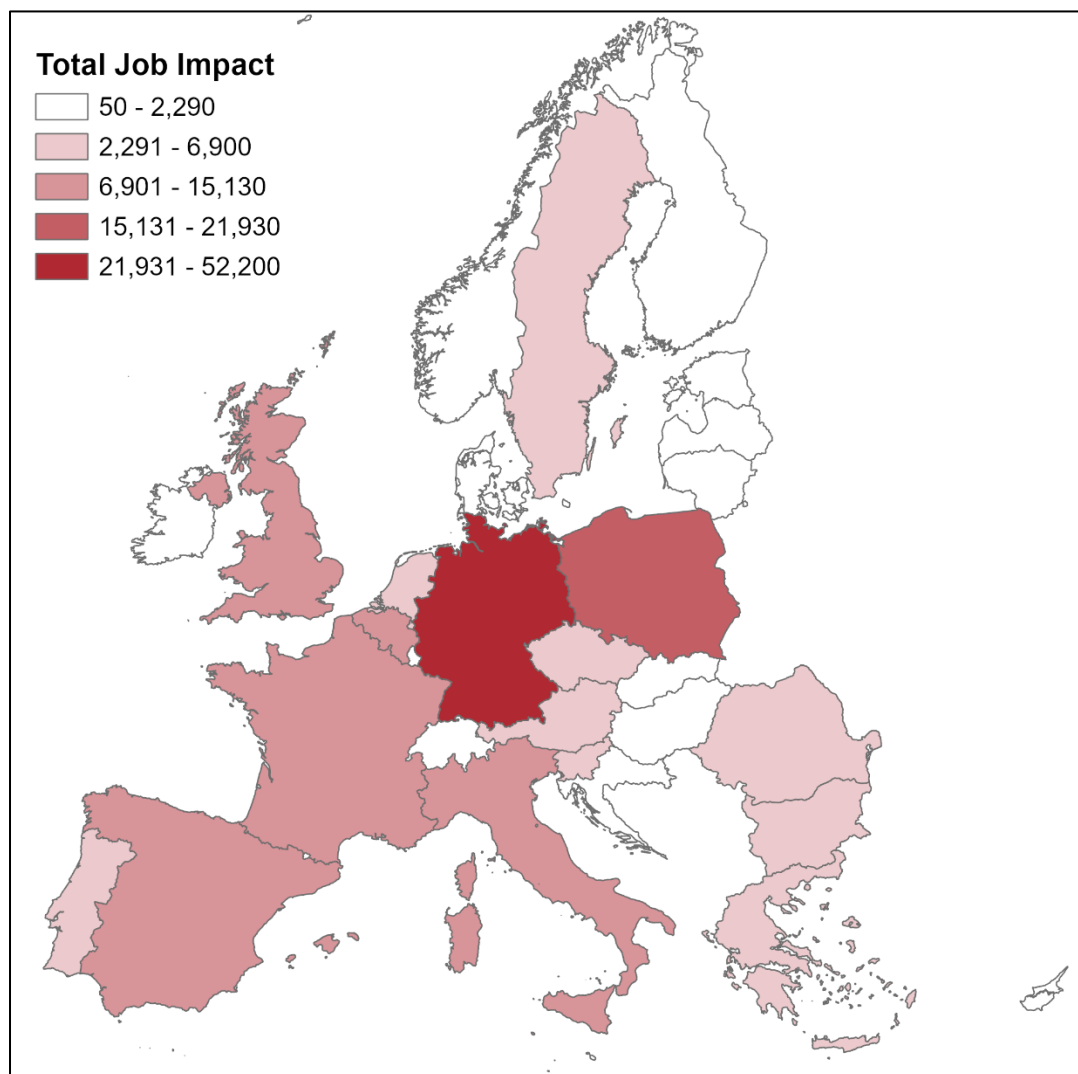 Total Job Impact
50 - 2,290
2,291 - 6,900
6,901 - 15,130
15,131 - 21,930
21,931 - 52,200